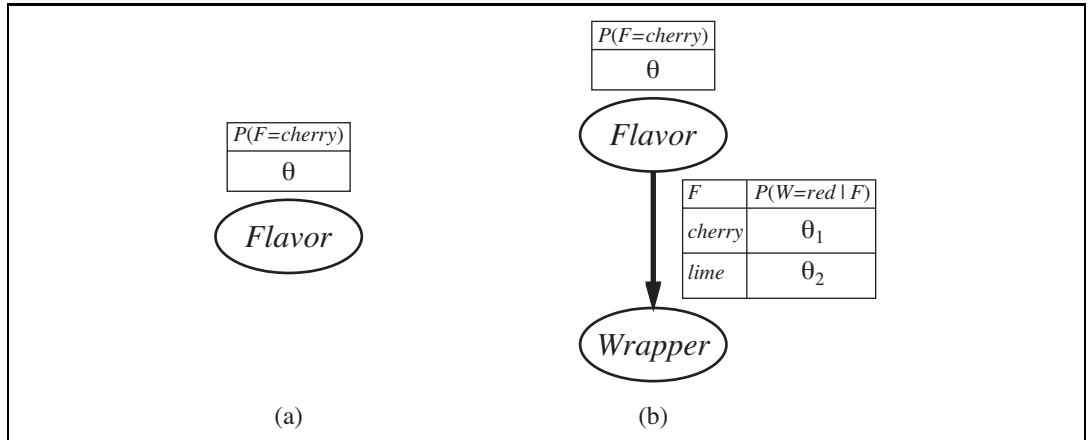 P(F=cherry)
θ
Flavor
(a)
P(F=cherry)
θ
Flavor
F P(W=red | F)
cherry θ1
lime θ2
Wrapper
(b)